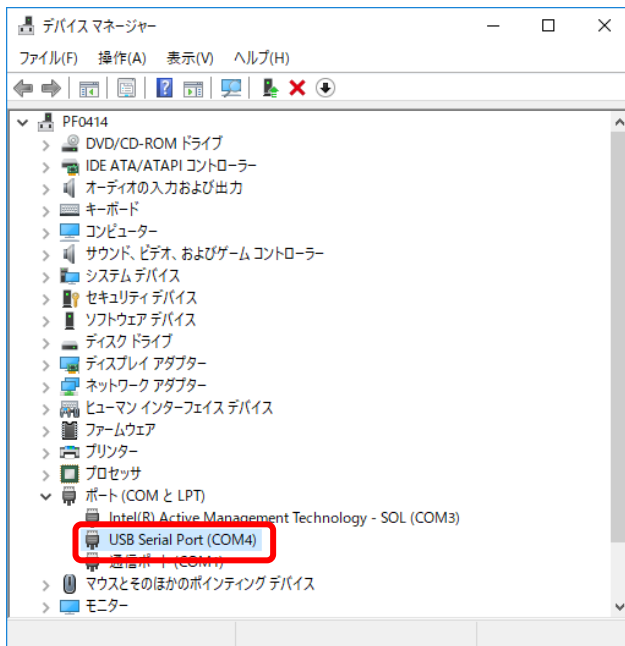 デバイス マネージャー
ファイル(F) 操作(A) 表示(V) ヘルプ(H)
PF0414
DVD/CD-ROM ドライブ
IDE ATA/ATAPI コントローラー
オーディオの入力および出力
キーボード
コンピューター
サウンド、ビデオ、およびゲーム コントローラー
システム デバイス
セキュリティ デバイス
ソフトウェア デバイス
ディスク ドライブ
ディスプレイ アダプター
ネットワーク アダプター
ヒューマン インターフェイス デバイス
ファームウェア
プリンター
プロセッサ
ポート (COM と LPT)
Intel(R) Active Management Technology - SOL (COM3)
USB Serial Port (COM4)
通信ポート (COM1)
マウスとそのほかのポインティング デバイス
モニター